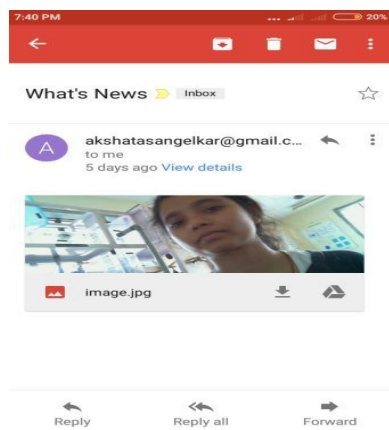 7:40 PM 20%
What's News Inbox
A akshatasangelkar@gmail.c...
to me
5 days ago View details
image.jpg
Reply Reply all Forward